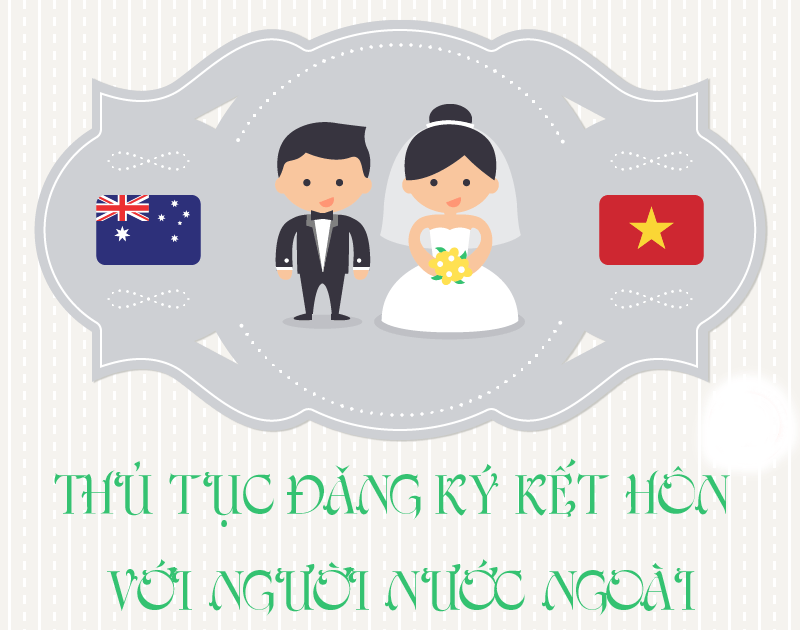 THỦ TỤC ĐĂNG KÝ KẾT HÔN
VỚI NGƯỜI NƯỚC NGOÀI